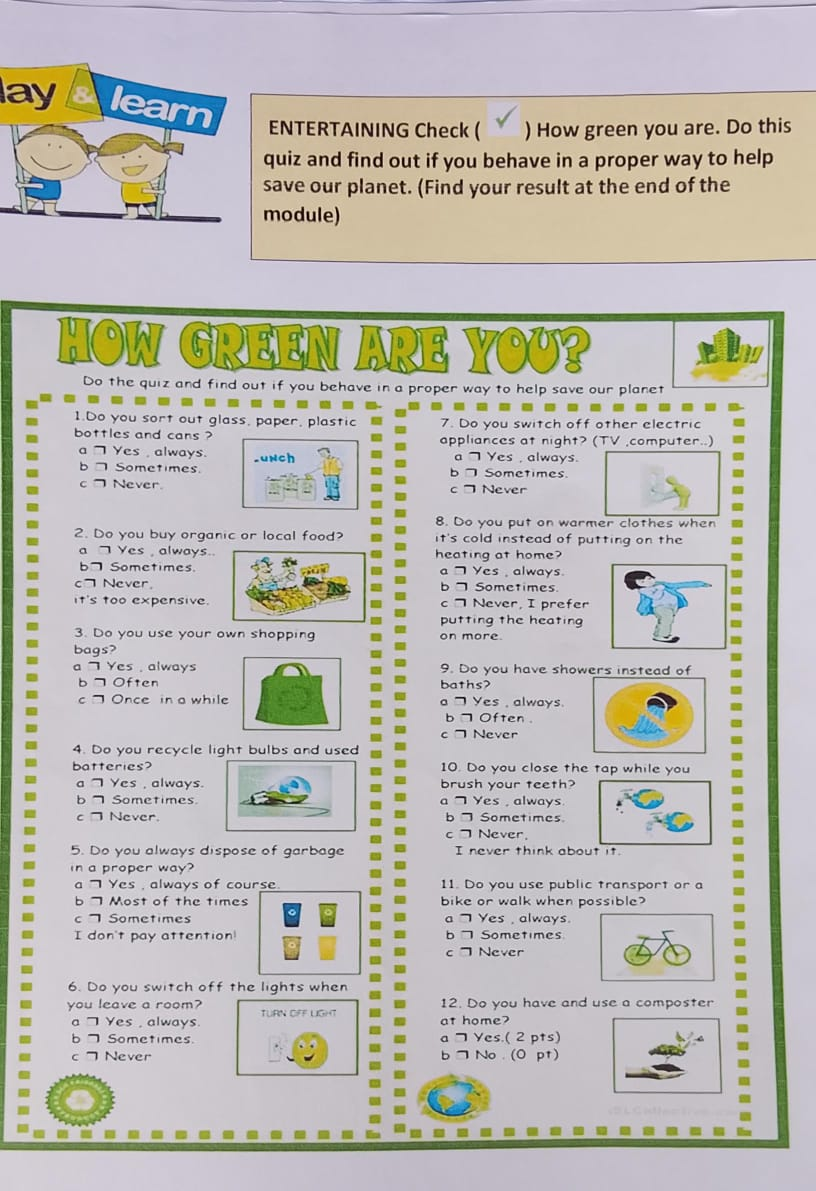 lay & learn
ENTERTAINING Check ( ✓ ) How green you are. Do this
quiz and find out if you behave in a proper way to help
save our planet. (Find your result at the end of the
module)
HOW GREEN ARE YOU?
Do the quiz and find out if you behave in a proper way to help save our planet
1.Do you sort out glass, paper, plastic
bottles and cans ?
a □ Yes , always.
b □ Sometimes.
c □ Never.
LUNCH
2. Do you buy organic or local food?
a □ Yes , always..
b□ Sometimes.
c□ Never,
it's too expensive.
3. Do you use your own shopping
bags?
a □ Yes , always
b □ Often
c □ Once in a while
4. Do you recycle light bulbs and used
batteries?
a □ Yes , always.
b □ Sometimes.
c □ Never.
5. Do you always dispose of garbage
in a proper way?
a □ Yes , always of course.
b □ Most of the times
c □ Sometimes
I don't pay attention!
6. Do you switch off the lights when
you leave a room?
a □ Yes , always.
b □ Sometimes.
c □ Never
TURN OFF LIGHT
7. Do you switch off other electric
appliances at night? (TV ,computer..)
a □ Yes , always.
b □ Sometimes.
c □ Never
8. Do you put on warmer clothes when
it's cold instead of putting on the
heating at home?
a □ Yes , always.
b □ Sometimes.
c □ Never, I prefer
putting the heating
on more.
9. Do you have showers instead of
baths?
a □ Yes , always.
b □ Often .
c □ Never
10. Do you close the tap while you
brush your teeth?
a □ Yes , always.
b □ Sometimes.
c □ Never,
I never think about it.
11. Do you use public transport or a
bike or walk when possible?
a □ Yes , always.
b □ Sometimes.
c □ Never
12. Do you have and use a composter
at home?
a □ Yes.( 2 pts)
b □ No . (0 pt)